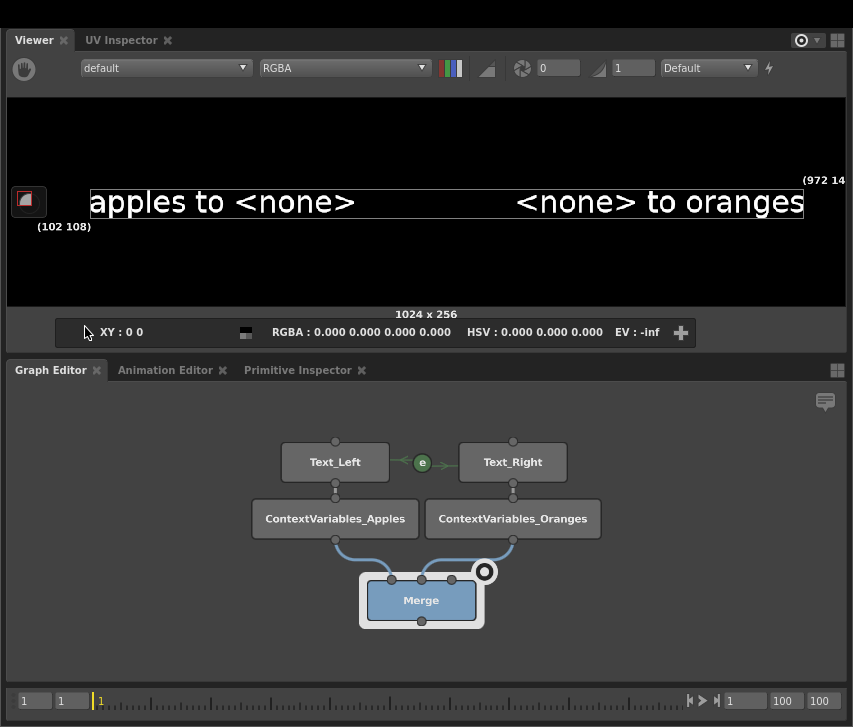 Viewer UV Inspector
default RGBA 0 1 Default
(972 14
apples to <none> <none> to oranges
(102 108)
1024 x 256
XY : 0 0 RGBA : 0.000 0.000 0.000 0.000 HSV : 0.000 0.000 0.000 EV : -inf
Graph Editor Animation Editor Primitive Inspector
Text_Left e Text_Right
ContextVariables_Apples ContextVariables_Oranges
Merge
1 1 1 1 100 100